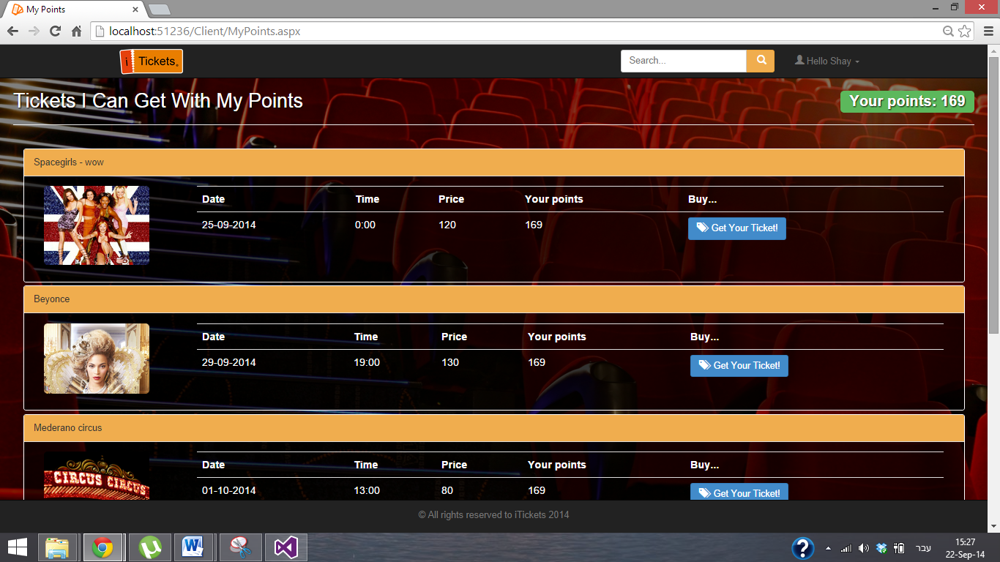 My Points
localhost:51236/Client/MyPoints.aspx
i Tickets
Search...
Hello Shay
Tickets I Can Get With My Points
Your points: 169
Spacegirls - wow
Date Time Price Your points Buy...
25-09-2014 0:00 120 169 Get Your Ticket!
Beyonce
Date Time Price Your points Buy...
29-09-2014 19:00 130 169 Get Your Ticket!
Mederano circus
CIRCUS CIRCUS
Date Time Price Your points Buy...
01-10-2014 13:00 80 169 Get Your Ticket!
© All rights reserved to iTickets 2014
עבר
15:27
22-Sep-14